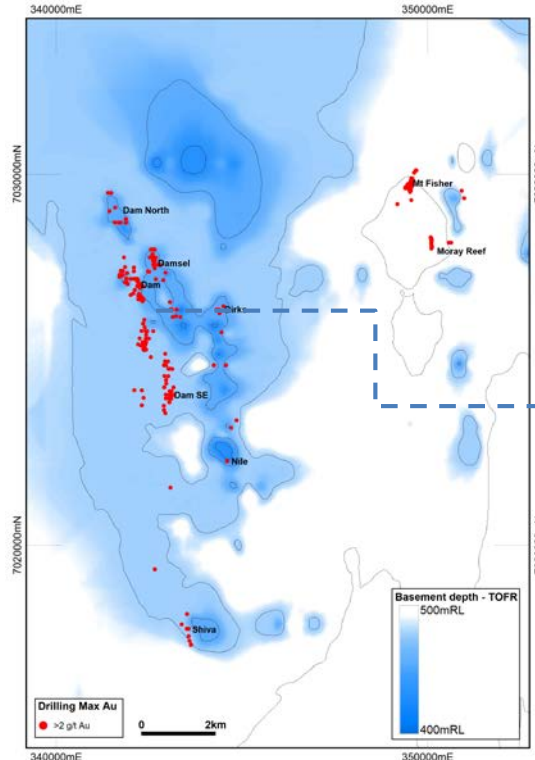 340000mE
350000mE
7030000mN
Mt Fisher
Dam North
Moray Reef
Damsel
Dam
Dirks
Dam SE
Nile
7020000mN
Basement depth - TOFR
500mRL
Shiva
Drilling Max Au
>2 g/t Au
0 2km
400mRL
340000mE
350000mE